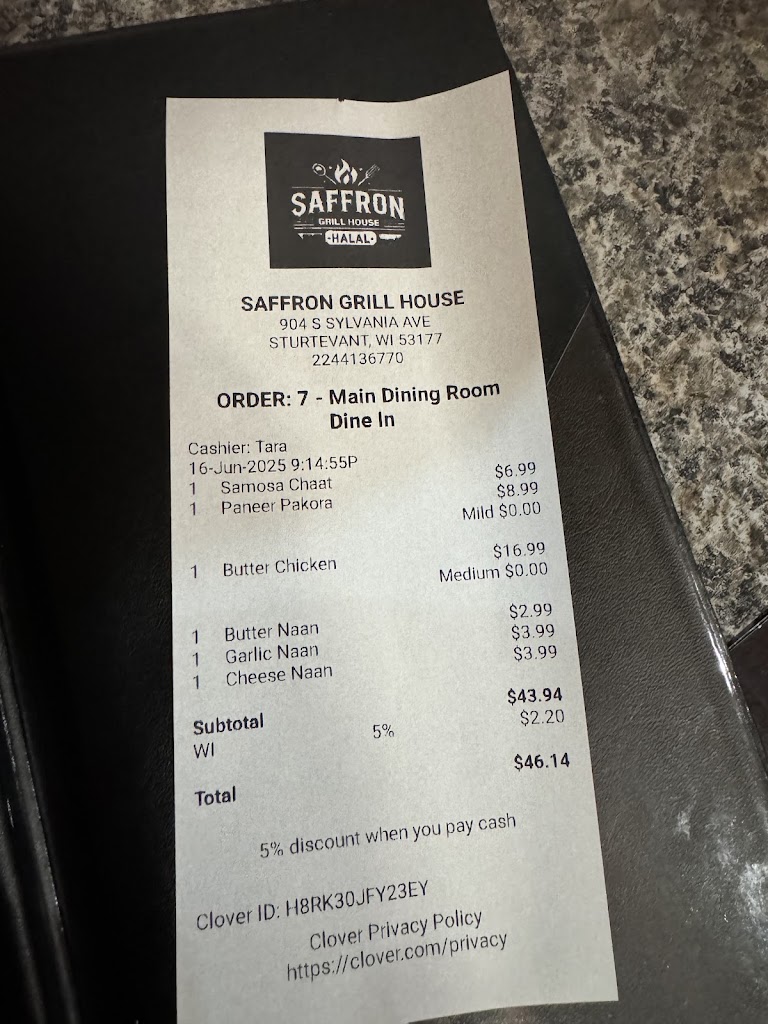 SAFFRON
GRILL HOUSE
•HALAL•
SAFFRON GRILL HOUSE
904 S SYLVANIA AVE
STURTEVANT, WI 53177
2244136770
ORDER: 7 - Main Dining Room
Dine In
Cashier: Tara
16-Jun-2025 9:14:55P
1 Samosa Chaat $6.99
1 Paneer Pakora $8.99
Mild $0.00
1 Butter Chicken $16.99
Medium $0.00
1 Butter Naan $2.99
1 Garlic Naan $3.99
1 Cheese Naan $3.99
Subtotal $43.94
WI 5% $2.20
Total $46.14
5% discount when you pay cash
Clover ID: H8RK30JFY23EY
Clover Privacy Policy
https://clover.com/privacy